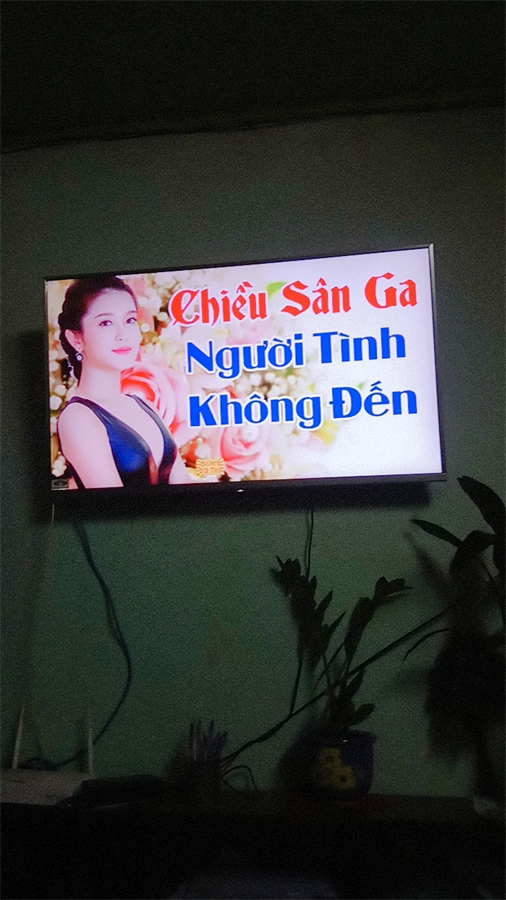 Chiều Sân Ga
Người Tình
Không Đến